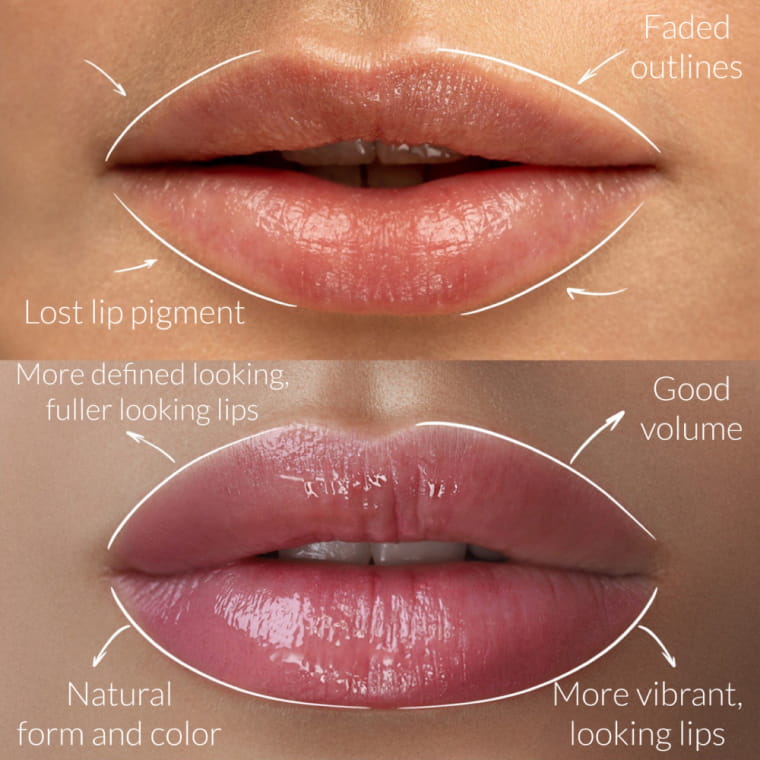 Faded
outlines
Lost lip pigment
More defined looking,
fuller looking lips
Good
volume
Natural
form and color
More vibrant,
looking lips